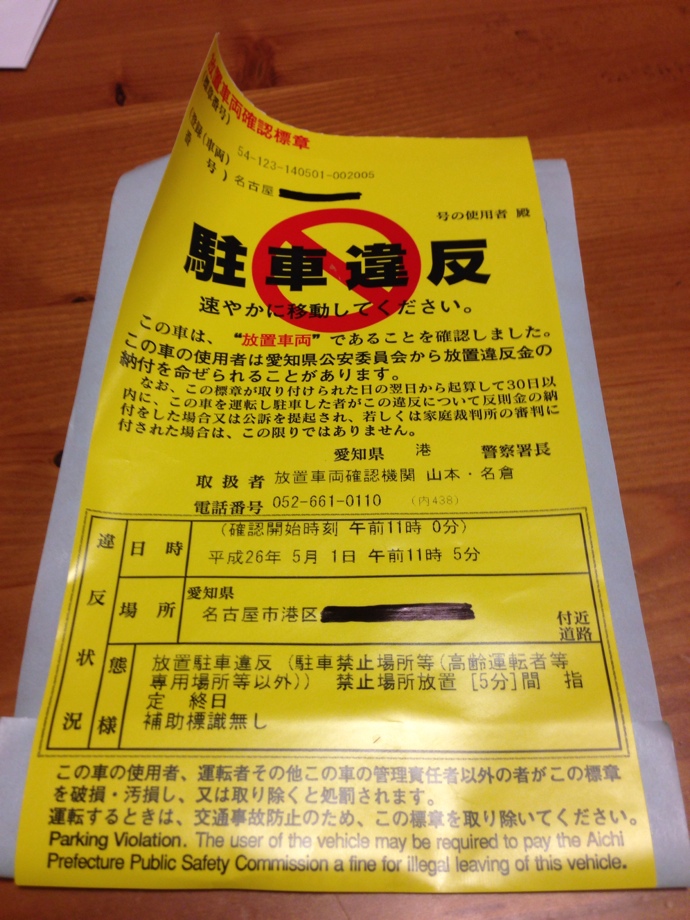 放置車両確認標章
(標章番号)
54-123-140501-002005
(登録(車両)
番 号)
名古屋
号の使用者 殿
駐車違反
速やかに移動してください。
この車は、“放置車両”であることを確認しました。
この車の使用者は愛知県公安委員会から放置違反金の
納付を命ぜられることがあります。
なお、この標章が取り付けられた日の翌日から起算して30日以
内に、この車を運転し駐車した者がこの違反について反則金の納
付をした場合又は公訴を提起され、若しくは家庭裁判所の審判に
付された場合は、この限りではありません。
愛知県 港 警察署長
取扱者 放置車両確認機関 山本・名倉
電話番号 052-661-0110 (内438)
違反状況
日時
(確認開始時刻 午前11時 0分)
平成26年 5月 1日 午前11時 5分
場所
愛知県
名古屋市港区
付近
道路
態様
放置駐車違反 (駐車禁止場所等(高齢運転者等
専用場所等以外)) 禁止場所放置 [5分]間 指
定 終日
補助標識無し
この車の使用者、運転者その他この車の管理責任者以外の者がこの標章
を破損・汚損し、又は取り除くと処罰されます。
運転するときは、交通事故防止のため、この標章を取り除いてください。
Parking Violation. The user of the vehicle may be required to pay the Aichi
Prefecture Public Safety Commission a fine for illegal leaving of this vehicle.